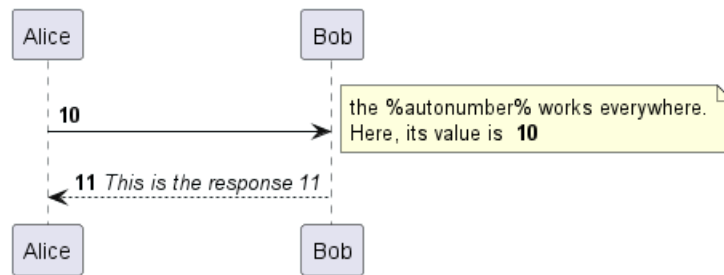 Alice
Bob
10
the %autonumber% works everywhere.
Here, its value is 10
11 This is the response 11
Alice
Bob